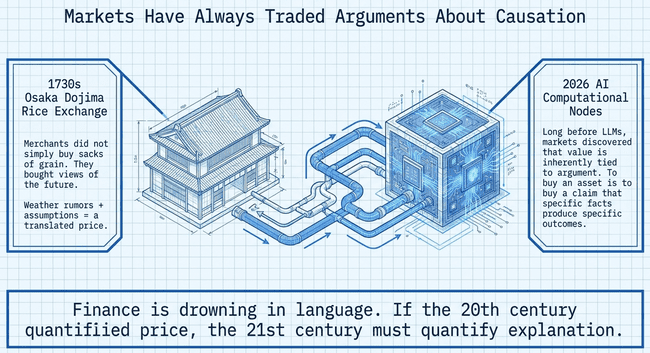 Markets Have Always Traded Arguments About Causation
1730s
Osaka Dojima
Rice Exchange
Merchants did not
simply buy sacks
of grain. They
bought views of
the future.
Weather rumors +
assumptions = a
translated price.
2026 AI
Computational
Nodes
Long before LLMs,
markets discovered
that value is
inherently tied
to argument. To
buy an asset is to
buy a claim that
specific facts
produce specific
outcomes.
Finance is drowning in language. If the 20th century
quantifiied price, the 21st century must quantify explanation.